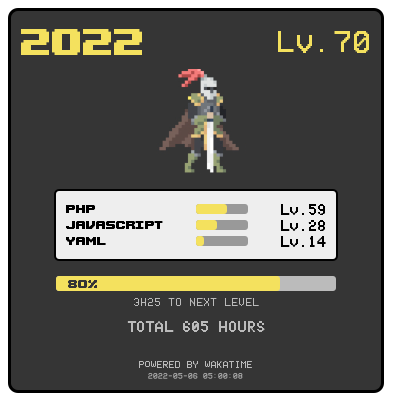 2022 Lv.70
PHP Lv.59
JAVASCRIPT Lv.28
YAML Lv.14
80%
3H25 TO NEXT LEVEL
TOTAL 605 HOURS
POWERED BY WAKATIME
2022-05-06 05:00:08